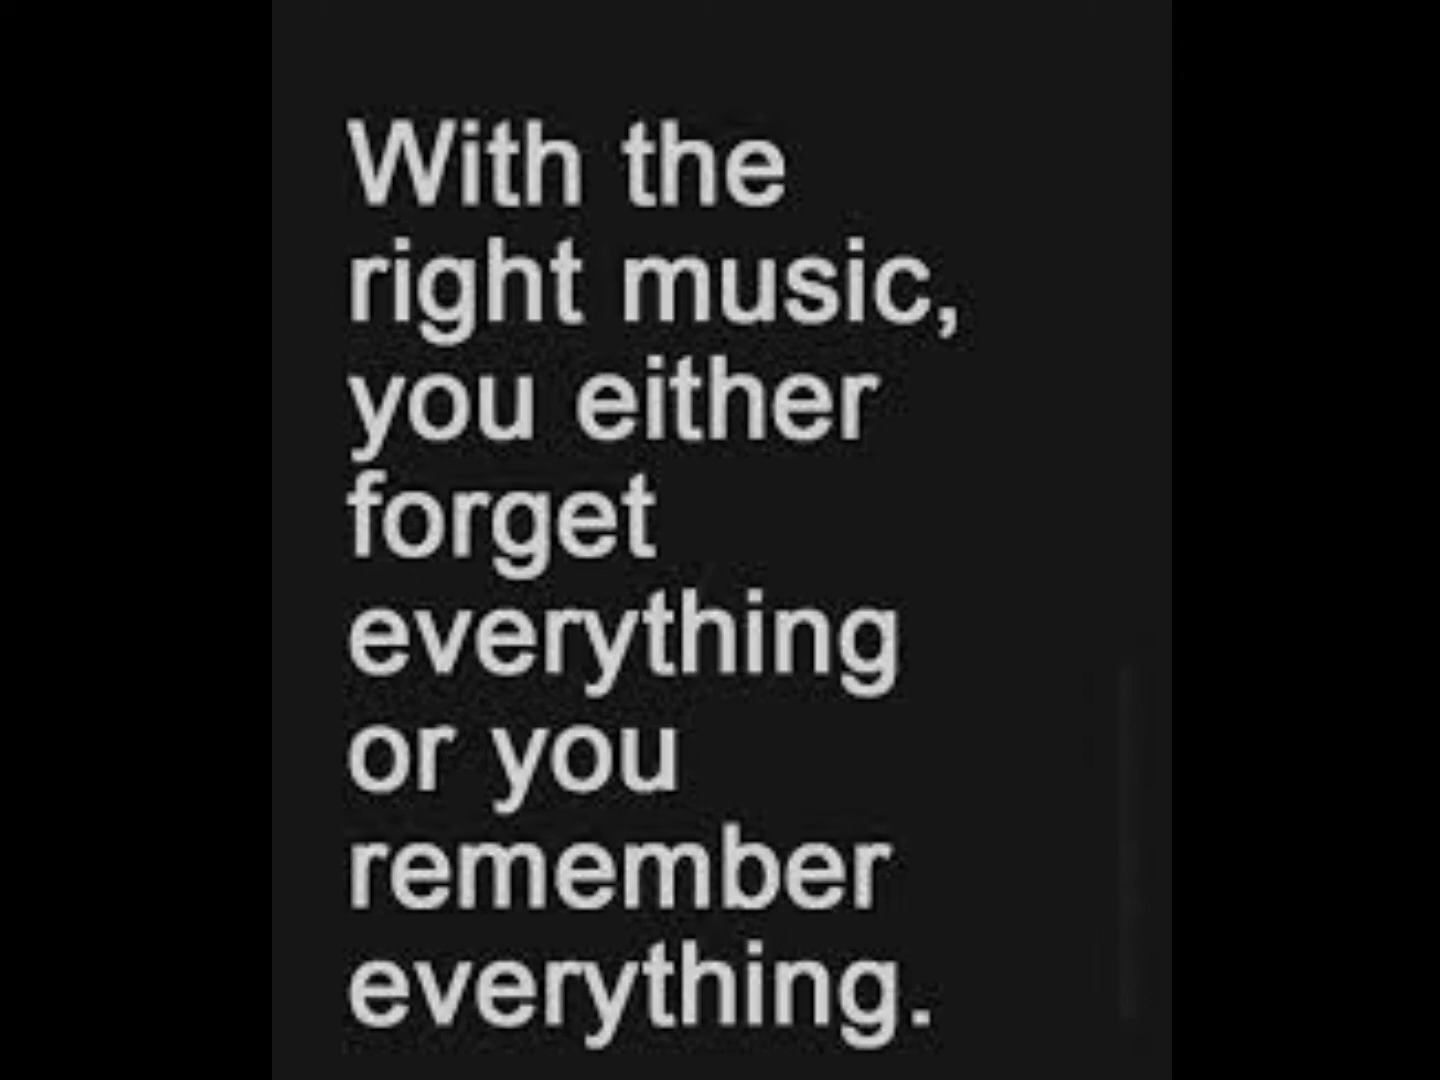 With the
right music,
you either
forget
everything
or you
remember
everything.